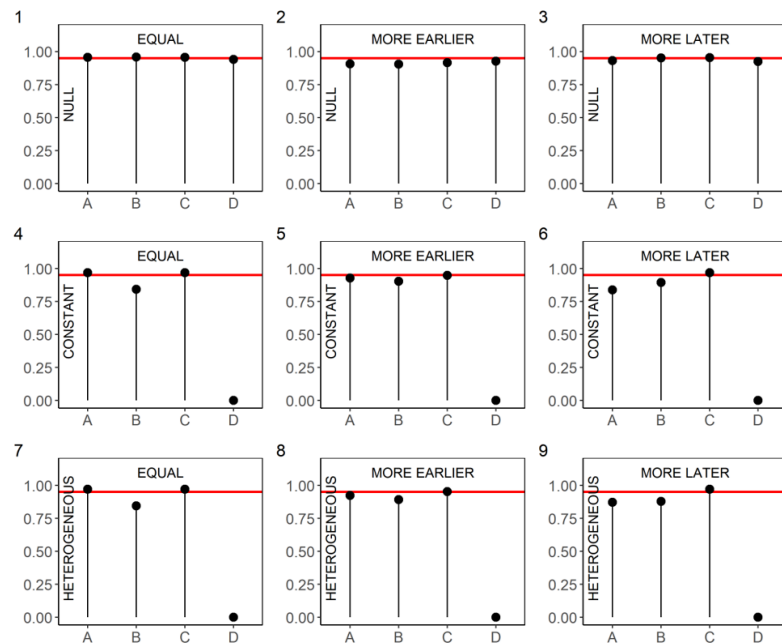 1
EQUAL
1.00
0.75
0.50
0.25
0.00
NULL
A B C D
2
MORE EARLIER
1.00
0.75
0.50
0.25
0.00
NULL
A B C D
3
MORE LATER
1.00
0.75
0.50
0.25
0.00
NULL
A B C D
4
EQUAL
1.00
0.75
0.50
0.25
0.00
CONSTANT
A B C D
5
MORE EARLIER
1.00
0.75
0.50
0.25
0.00
CONSTANT
A B C D
6
MORE LATER
1.00
0.75
0.50
0.25
0.00
CONSTANT
A B C D
7
EQUAL
1.00
0.75
0.50
0.25
0.00
HETEROGENEOUS
A B C D
8
MORE EARLIER
1.00
0.75
0.50
0.25
0.00
HETEROGENEOUS
A B C D
9
MORE LATER
1.00
0.75
0.50
0.25
0.00
HETEROGENEOUS
A B C D